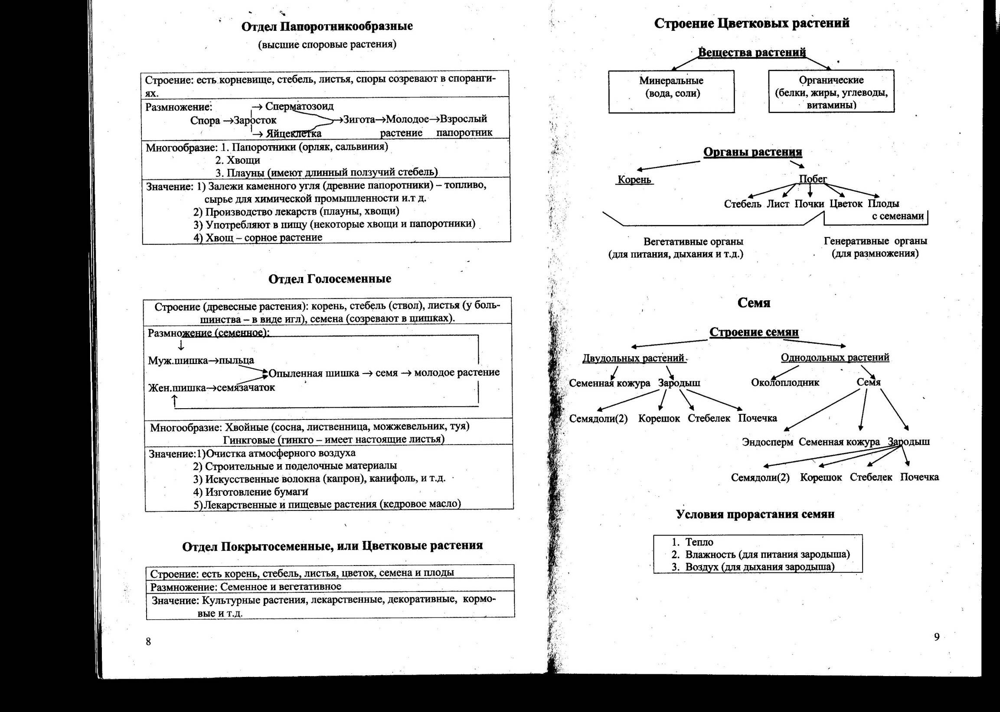 Отдел Папоротникообразные
(высшие споровые растения)
Строение: есть корневище, стебель, листья, споры созревают в спорангиях-
ях.
Размножение: → Сперматозоид
Спора →Заросток →Зигота→Молодое→Взрослый
→ Яйцеклетка растение папоротник
Многообразие: 1. Папоротники (орляк, сальвиния)
2. Хвощи
3. Плауны (имеют длинный ползучий стебель)
Значение: 1) Залежи каменного угля (древние папоротники) – топливо,
сырье для химической промышленности и.т д.
2) Производство лекарств (плауны, хвощи)
3) Употребляют в пищу (некоторые хвощи и папоротники)
4) Хвощ – сорное растение
Отдел Голосеменные
Строение (древесные растения): корень, стебель (ствол), листья (у боль-
шинства – в виде игл), семена (созревают в шишках).
Размножение (семенное):
Муж.шишка→пыльца
Опыленная шишка → семя → молодое растение
Жен.шишка→семязачаток
Многообразие: Хвойные (сосна, лиственница, можжевельник, туя)
Гинкговые (гинкго – имеет настоящие листья)
Значение:1)Очистка атмосферного воздуха
2) Строительные и поделочные материалы
3) Искусственные волокна (капрон), канифоль, и т.д.
4) Изготовление бумаги
5)Лекарственные и пищевые растения (кедровое масло)
Отдел Покрытосеменные, или Цветковые растения
Строение: есть корень, стебель, листья, цветок, семена и плоды
Размножение: Семенное и вегетативное
Значение: Культурные растения, лекарственные, декоративные, кормо-
вые и т.д.
8
Строение Цветковых растений
Вещества растений
Минеральные
(вода, соли)
Органические
(белки, жиры, углеводы,
витамины)
Органы растения
Корень Побег
Стебель Лист Почки Цветок Плоды
с семенами
Вегетативные органы
(для питания, дыхания и т.д.)
Генеративные органы
(для размножения)
Семя
Строение семян
Двудольных растений Однодольных растений
Семенная кожура Зародыш Околоплодник Семя
Семядоли(2) Корешок Стебелек Почечка
Эндосперм Семенная кожура Зародыш
Семядоли(2) Корешок Стебелек Почечка
Условия прорастания семян
1. Тепло
2. Влажность (для питания зародыша)
3. Воздух (для дыхания зародыша)
9